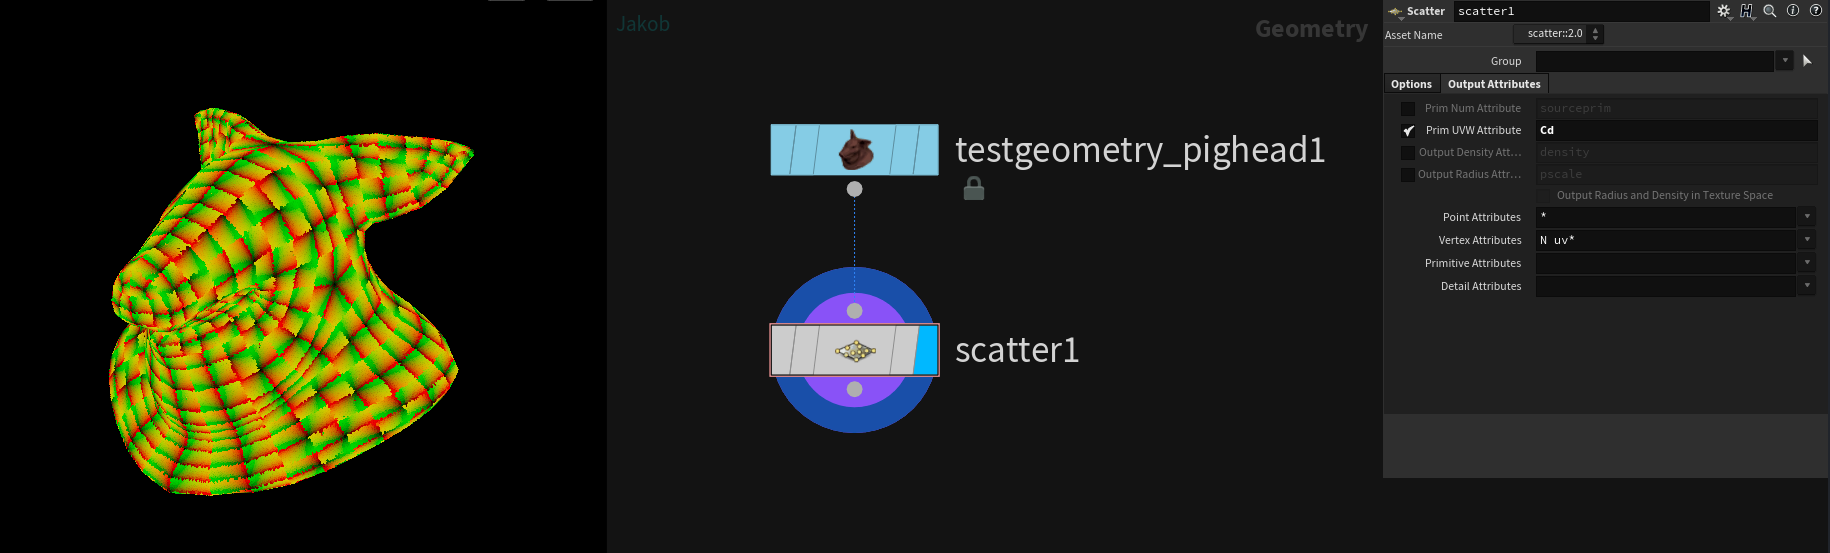 Jakob
Geometry
testgeometry_pighead1
scatter1
Scatter scatter1
Asset Name scatter::2.0
Group
Options Output Attributes
Prim Num Attribute sourceprim
Prim UVW Attribute Cd
Output Density Att... density
Output Radius Attr... pscale
Output Radius and Density in Texture Space
Point Attributes *
Vertex Attributes N uv*
Primitive Attributes
Detail Attributes